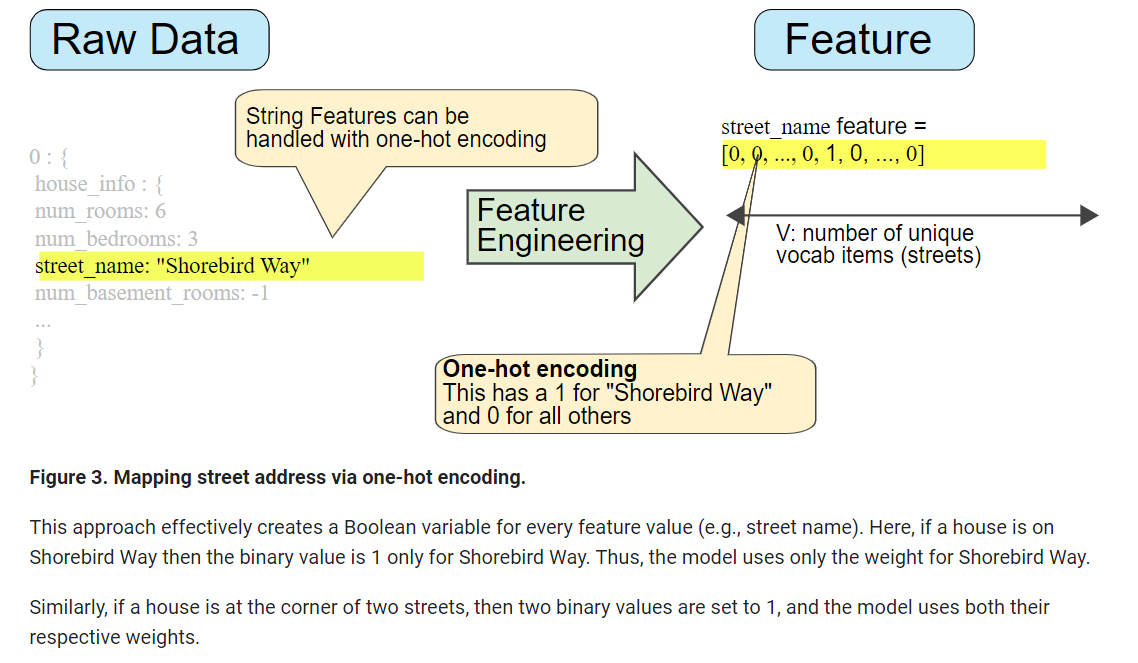 Raw Data
Feature
String Features can be
handled with one-hot encoding
street_name feature =
[0, 0, ..., 0, 1, 0, ..., 0]
0 : {
house_info : {
num_rooms: 6
num_bedrooms: 3
street_name: "Shorebird Way"
num_basement_rooms: -1
...
}
}
Feature
Engineering
V: number of unique
vocab items (streets)
One-hot encoding
This has a 1 for "Shorebird Way"
and 0 for all others
Figure 3. Mapping street address via one-hot encoding.
This approach effectively creates a Boolean variable for every feature value (e.g., street name). Here, if a house is on
Shorebird Way then the binary value is 1 only for Shorebird Way. Thus, the model uses only the weight for Shorebird Way.
Similarly, if a house is at the corner of two streets, then two binary values are set to 1, and the model uses both their
respective weights.